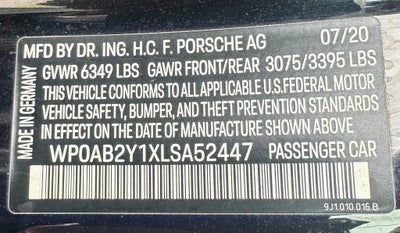 MFD BY DR. ING. H.C. F. PORSCHE AG 07/20
GVWR 6349 LBS GAWR FRONT/REAR 3075/3395 LBS
THIS VEHICLE CONFORMS TO ALL APPLICABLE U.S.FEDERAL MOTOR
VEHICLE SAFETY, BUMPER, AND THEFT PREVENTION STANDARDS
IN EFFECT ON THE DATE OF MANUFACTURE SHOWN ABOVE.
WP0AB2Y1XLSA52447 PASSENGER CAR
9J1.010.016.B
MADE IN GERMANY